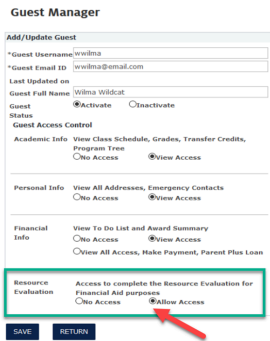 Guest Manager
Add/Update Guest
*Guest Username wwilma
*Guest Email ID wwilma@email.com
Last Updated on
Guest Full Name Wilma Wildcat
Guest Status Activate Inactivate
Guest Access Control
Academic Info View Class Schedule, Grades, Transfer Credits,
Program Tree
No Access View Access
Personal Info View All Addresses, Emergency Contacts
No Access View Access
Financial Info View To Do List and Award Summary
No Access View Access
View All Access, Make Payment, Parent Plus Loan
Resource Evaluation Access to complete the Resource Evaluation for
Financial Aid purposes
No Access Allow Access
SAVE RETURN